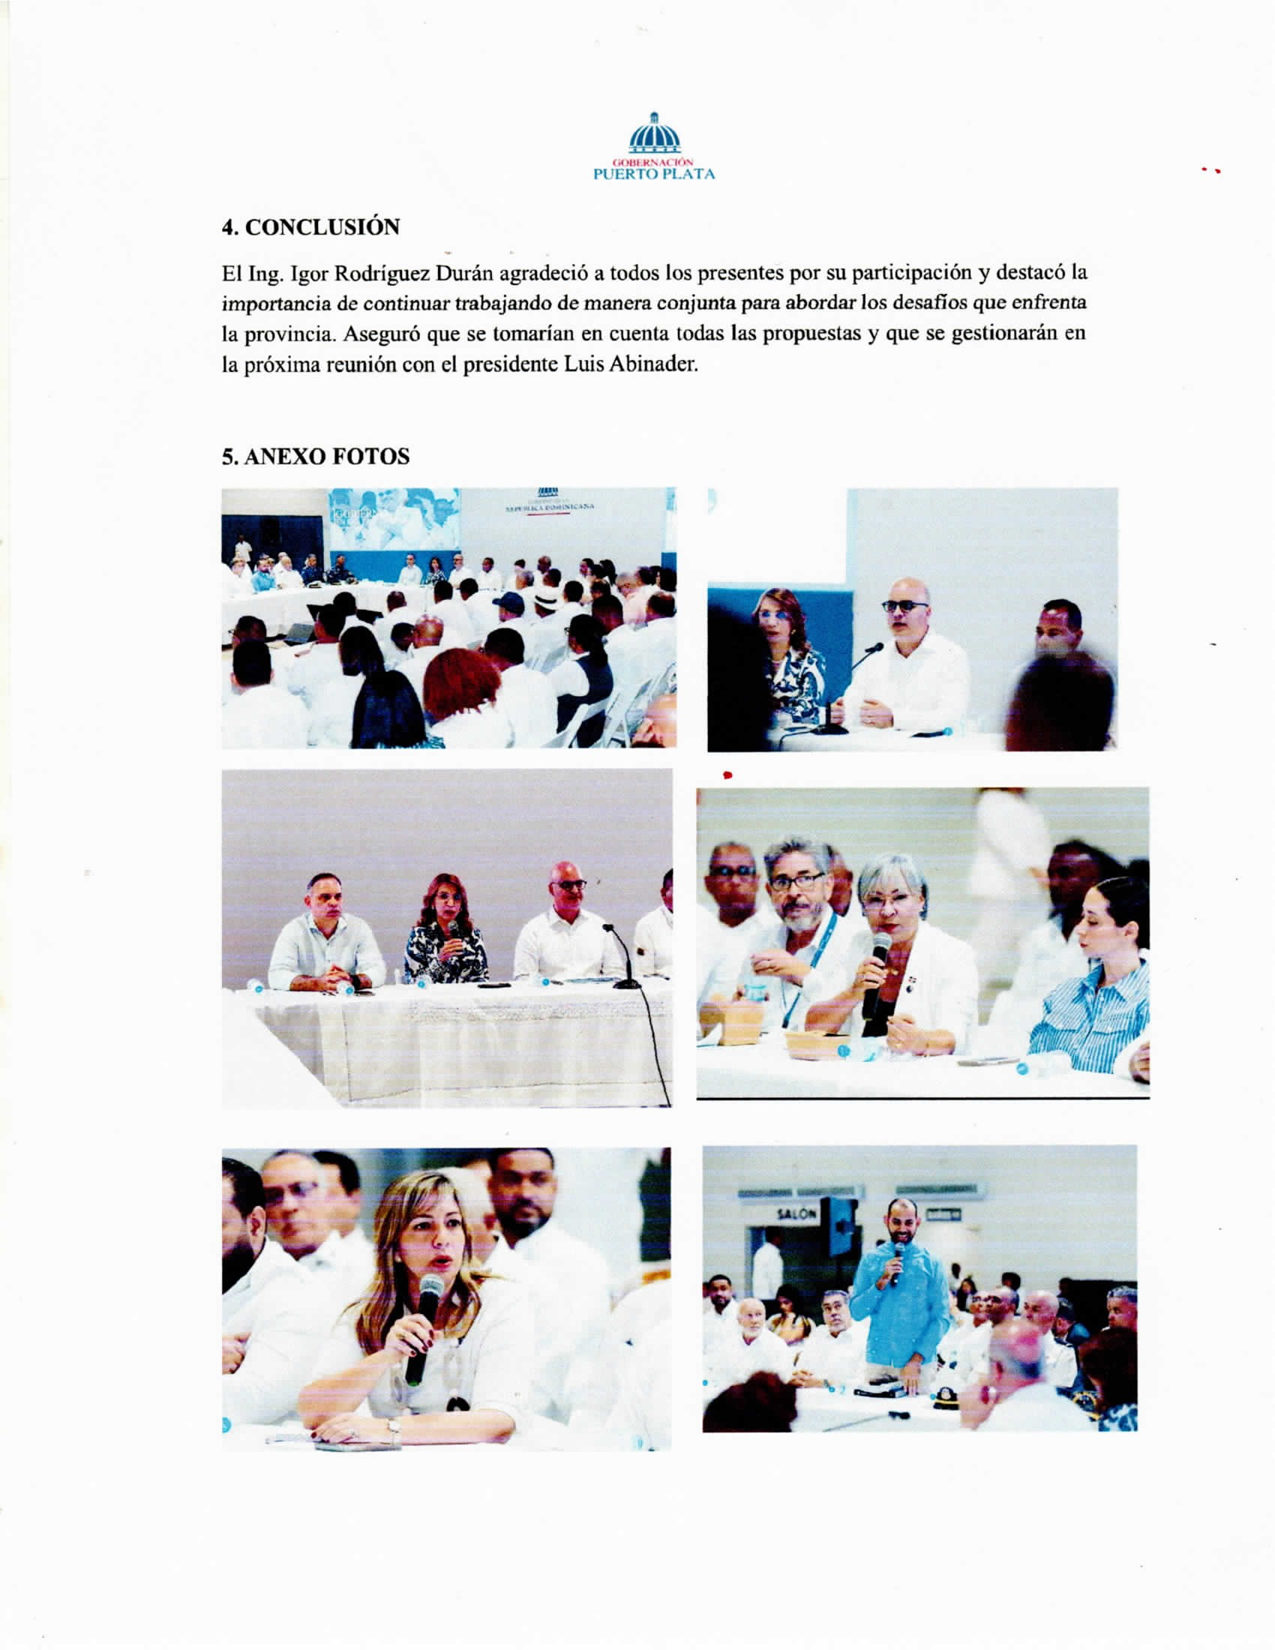 GOBERNACIÓN
PUERTO PLATA
4. CONCLUSIÓN
El Ing. Igor Rodríguez Durán agradeció a todos los presentes por su participación y destacó la
importancia de continuar trabajando de manera conjunta para abordar los desafíos que enfrenta
la provincia. Aseguró que se tomarían en cuenta todas las propuestas y que se gestionarán en
la próxima reunión con el presidente Luis Abinader.
5. ANEXO FOTOS
REPÚBLICA DOMINICANA
SALÓN